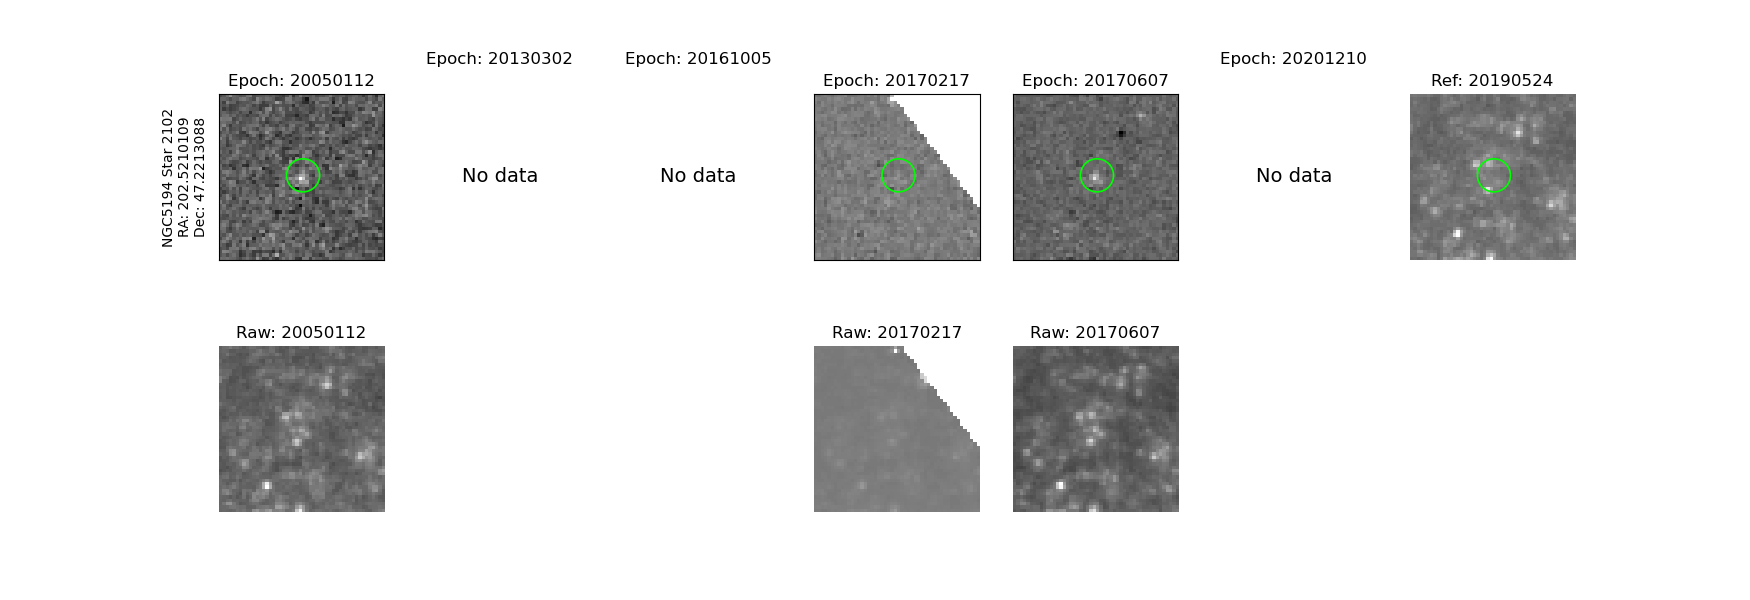 Epoch: 20130302
Epoch: 20161005
Epoch: 20201210
Epoch: 20050112
Epoch: 20170217
Epoch: 20170607
Ref: 20190524
NGC5194 Star 2102
RA: 202.5210109
Dec: 47.2213088
No data
No data
No data
Raw: 20050112
Raw: 20170217
Raw: 20170607